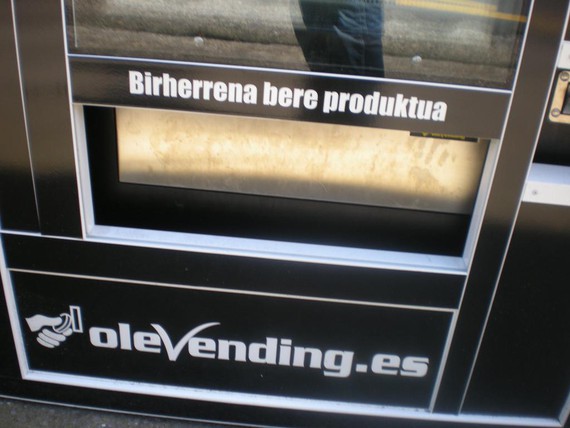 Birherrena bere produktua
oleVending.es